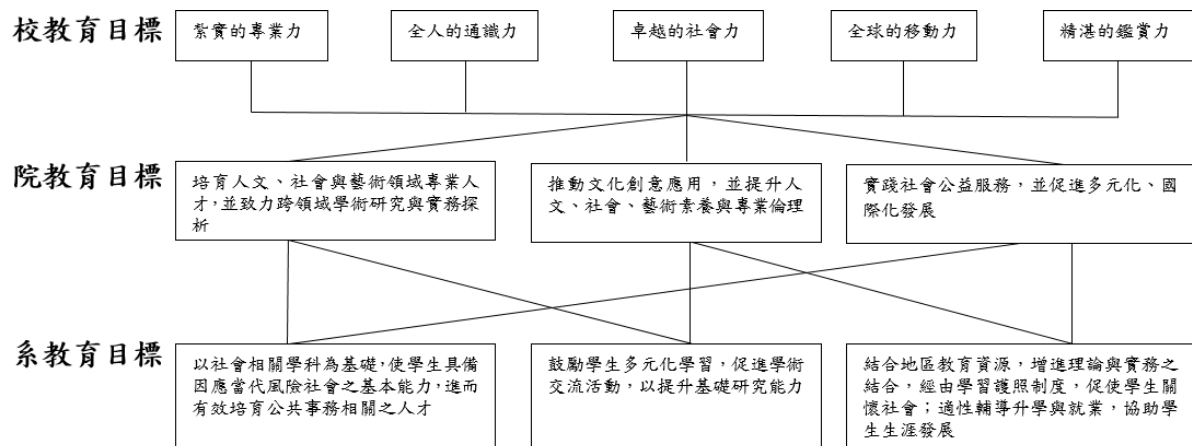 校教育目標
紮實的專業力
全人的通識力
卓越的社會力
全球的移動力
精湛的鑑賞力
院教育目標
培育人文、社會與藝術領域專業人
才,並致力跨領域學術研究與實務探
析
推動文化創意應用，並提升人
文、社會、藝術素養與專業倫理
實踐社會公益服務，並促進多元化、國
際化發展
系教育目標
以社會相關學科為基礎,使學生具備
因應當代風險社會之基本能力,進而
有效培育公共事務相關之人才
鼓勵學生多元化學習，促進學術
交流活動，以提升基礎研究能力
結合地區教育資源，增進理論與實務之
結合，經由學習護照制度，促使學生關
懷社會；適性輔導升學與就業，協助學
生生涯發展